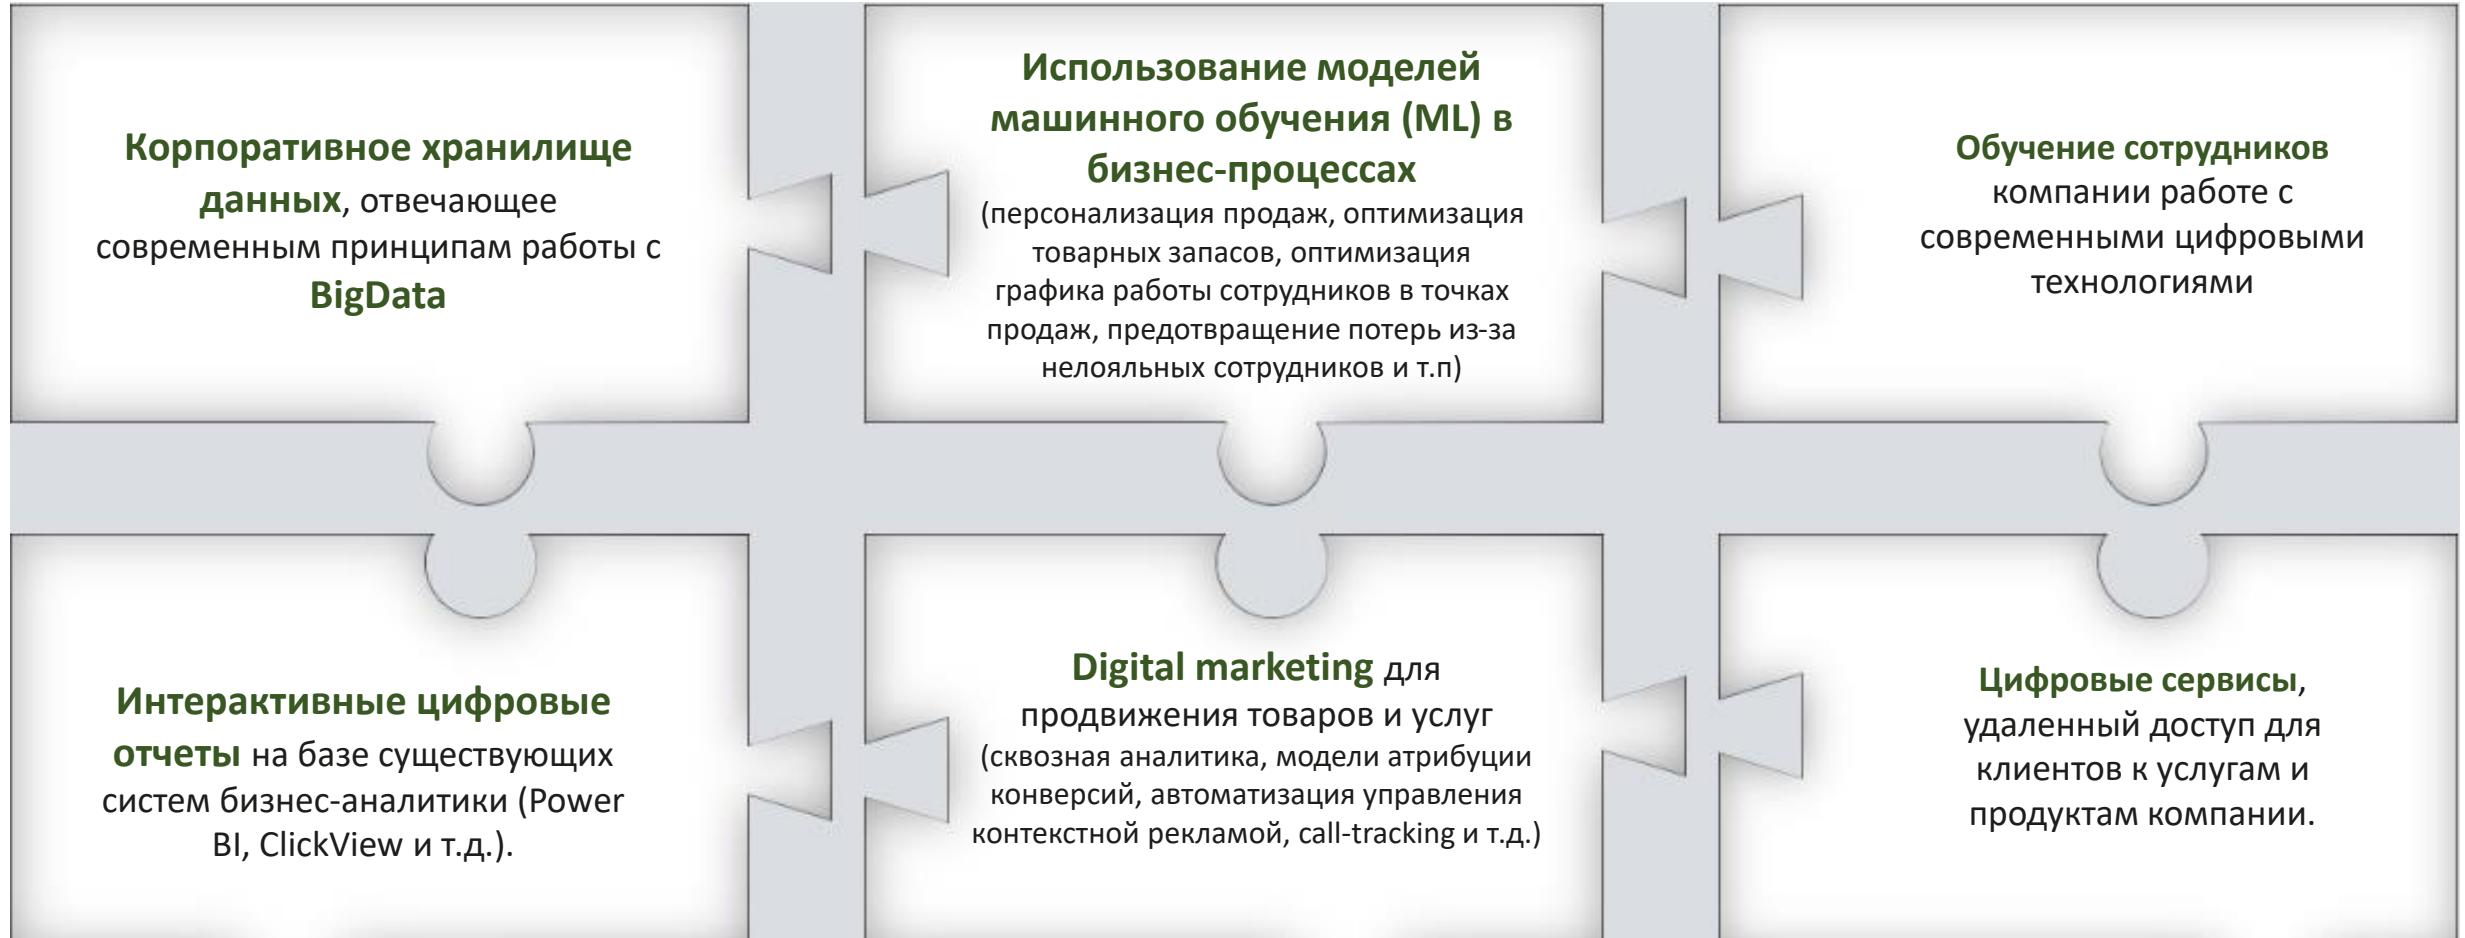 Корпоративное хранилище
данных, отвечающее
современным принципам работы с
BigData
Использование моделей
машинного обучения (ML) в
бизнес-процессах
(персонализация продаж, оптимизация
товарных запасов, оптимизация
графика работы сотрудников в точках
продаж, предотвращение потерь из-за
нелояльных сотрудников и т.п)
Обучение сотрудников
компании работе с
современными цифровыми
технологиями
Интерактивные цифровые
отчеты на базе существующих
систем бизнес-аналитики (Power
BI, ClickView и т.д.).
Digital marketing для
продвижения товаров и услуг
(сквозная аналитика, модели атрибуции
конверсий, автоматизация управления
контекстной рекламой, call-tracking и т.д.)
Цифровые сервисы,
удаленный доступ для
клиентов к услугам и
продуктам компании.